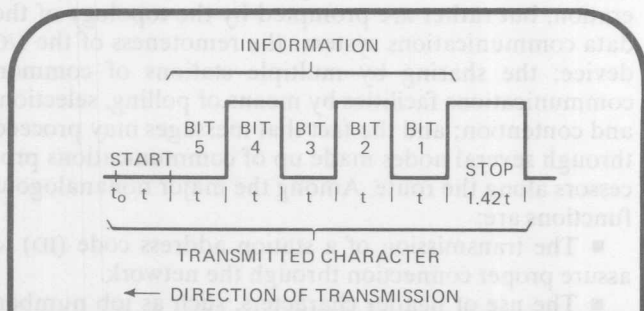 INFORMATION
BIT 5 BIT 4 BIT 3 BIT 2 BIT 1
START STOP
t₀ t t t t t t 1.42 t
TRANSMITTED CHARACTER
← DIRECTION OF TRANSMISSION